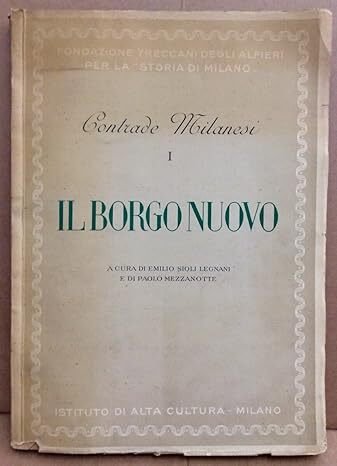 FONDAZIONE TRECCANI DEGLI ALFIERI
PER LA "STORIA DI MILANO"
Contrade Milanesi
I
IL BORGO NUOVO
A CURA DI EMILIO SIOLI LEGNANI
E DI PAOLO MEZZANOTTE
ISTITUTO DI ALTA CULTURA - MILANO